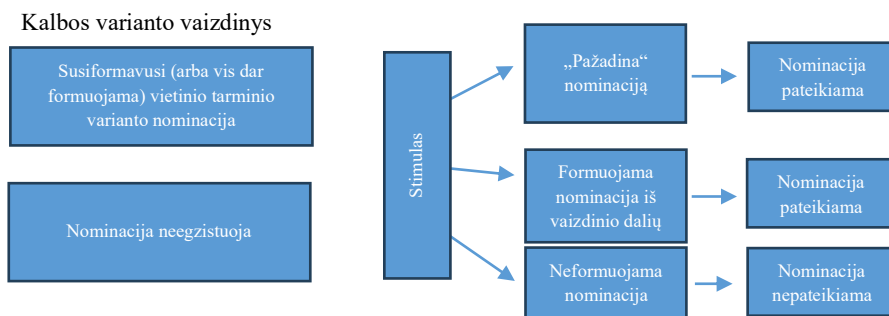 Kalbos varianto vaizdinys
Susiformavusi (arba vis dar
formuojama) vietinio tarminio
varianto nominacija
Nominacija neegzistuoja
Stimulas
„Pažadina“
nominaciją
Nominacija
pateikiama
Formuojama
nominacija iš
vaizdinio dalių
Nominacija
pateikiama
Neformuojama
nominacija
Nominacija
nepateikiama